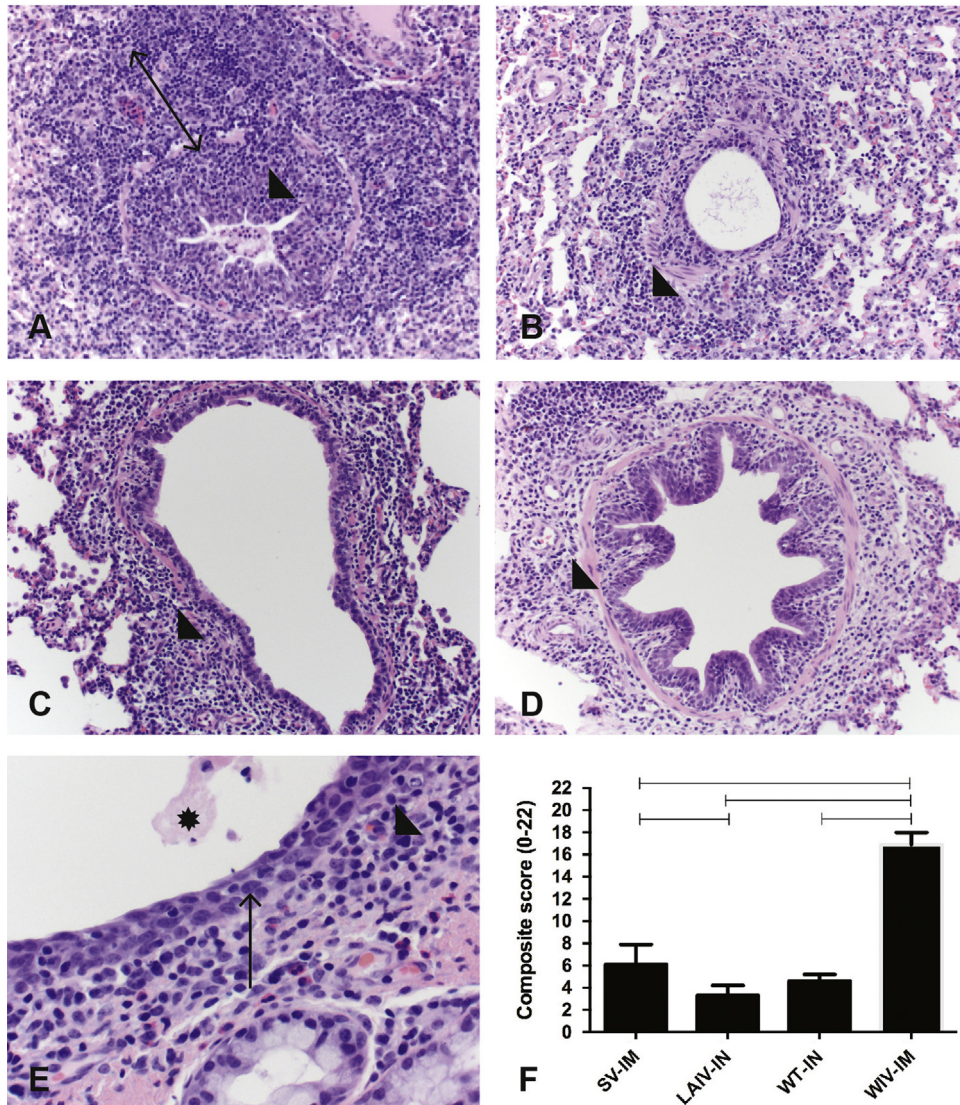 A
B
C
D
E
F
Composite score (0-22)
22
20
18
16
14
12
10
8
6
4
2
0
SV-IM
LAIV-IN
WT-IN
WIV-IM